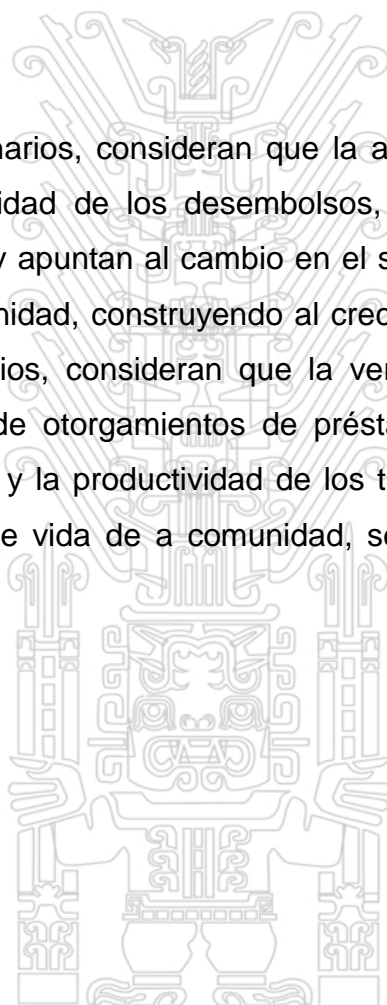 narios, consideran que la a
idad de los desembolsos,
y apuntan al cambio en el s
nidad, construyendo al cred
ios, consideran que la ver
de otorgamientos de présta
y la productividad de los t
e vida de a comunidad, se